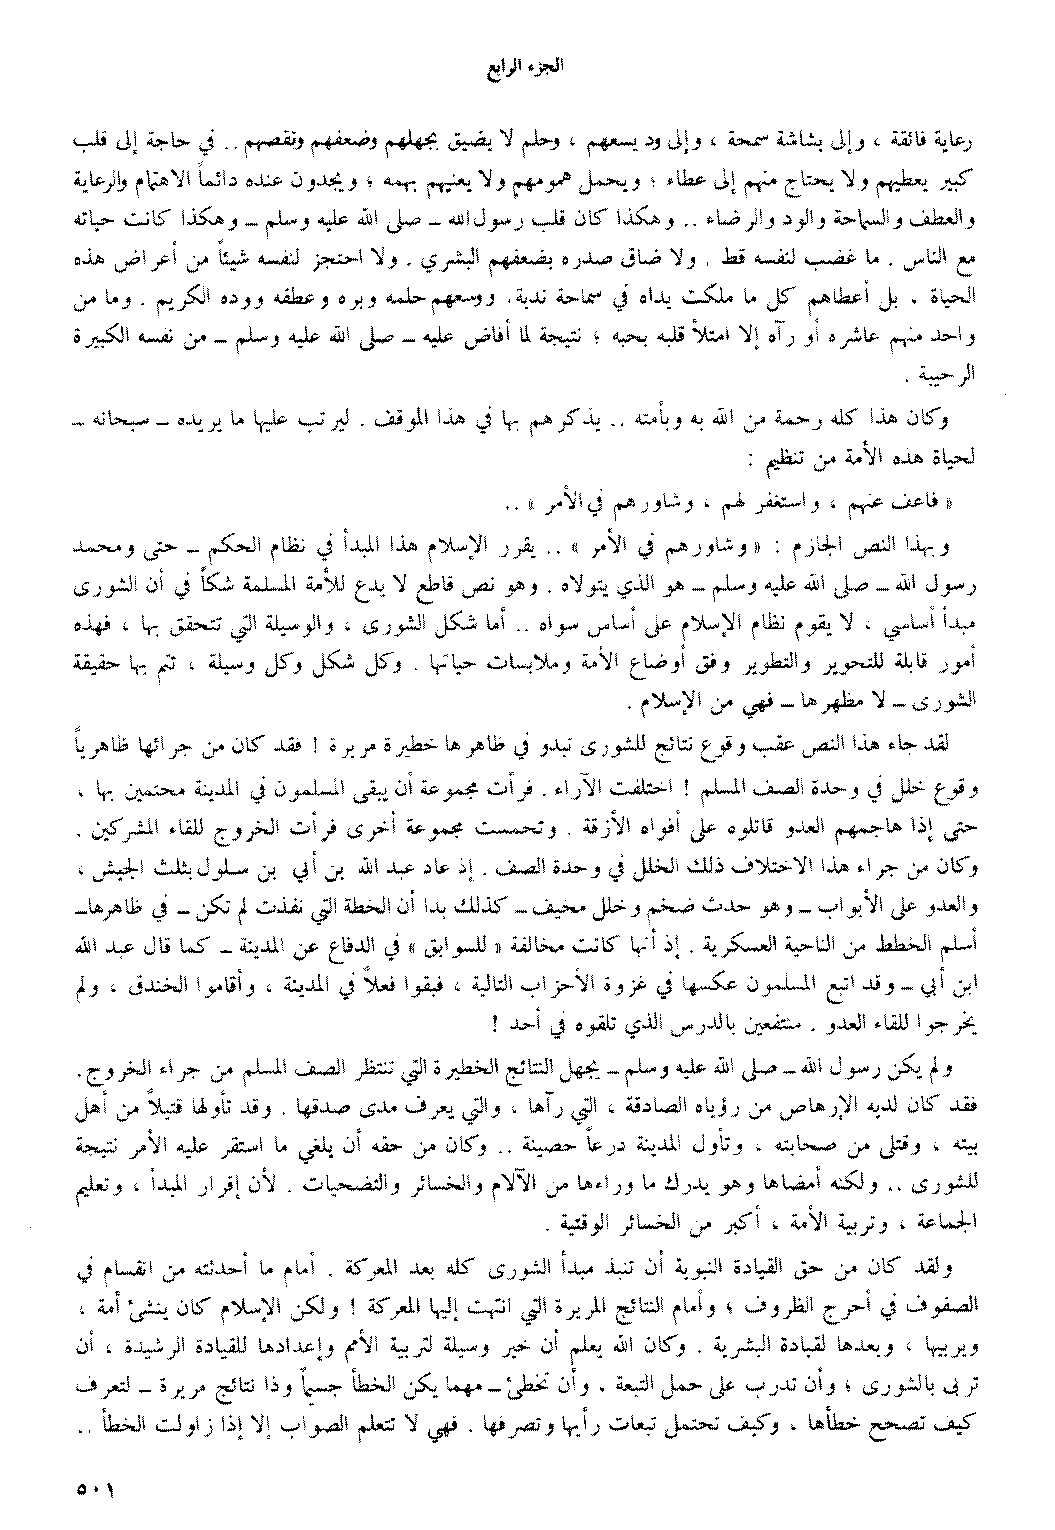 الجزء الرابع
رعاية فائقة ، وإلى بشاشة سمحة ، وإلى ود يسعهم ، وحلم لا يضيق بجهلهم وضعفهم ونقصهم .. في حاجة إلى قلب
كبير يعطيهم ولا يحتاج منهم إلى عطاء ؛ ويحمل همومهم ولا يعنيهم بهمه ؛ ويجدون عنده دائماً الاهتمام والرعاية
والعطف والسماحة والود والرضاء .. وهكذا كان قلب رسول الله – صلى الله عليه وسلم – وهكذا كانت حياته
مع الناس . ما غضب لنفسه قط . ولا ضاق صدره بضعفهم البشري . ولا احتجز لنفسه شيئاً من أعراض هذه
الحياة ، بل أعطاهم كل ما ملكت يداه في سماحة ندية. ووسعهم حلمه وبره وعطفه ووده الكريم . وما من
واحد منهم عاشره أو رآه إلا امتلأ قلبه بحبه ؛ نتيجة لما أفاض عليه – صلى الله عليه وسلم – من نفسه الكبيرة
الرحيبة .
وكان هذا كله رحمة من الله به وبأمته .. يذكرهم بها في هذا الموقف . ليرتب عليها ما يريده – سبحانه –
لحياة هذه الأمة من تنظيم :
« فاعف عنهم ، واستغفر لهم ، وشاورهم في الأمر » ..
وبهذا النص الجازم : « وشاورهم في الأمر » .. يقرر الإسلام هذا المبدأ في نظام الحكم – حتى ومحمد
رسول الله – صلى الله عليه وسلم – هو الذي يتولاه . وهو نص قاطع لا يدع للأمة المسلمة شكاً في أن الشورى
مبدأ أساسي ، لا يقوم نظام الإسلام على أساس سواه .. أما شكل الشورى ، والوسيلة التي تتحقق بها ، فهذه
أمور قابلة للتحوير والتطوير وفق أوضاع الأمة وملابسات حياتها . وكل شكل وكل وسيلة ، تتم بها حقيقة
الشورى – لا مظهرها – فهي من الإسلام .
لقد جاء هذا النص عقب وقوع نتائج للشورى تبدو في ظاهرها خطيرة مريرة ! فقد كان من جرائها ظاهرياً
وقوع خلل في وحدة الصف المسلم ! اختلفت الآراء . فرأت مجموعة أن يبقى المسلمون في المدينة محتمين بها ،
حتى إذا هاجمهم العدو قاتلوه على أفواه الأزقة . وتحمست مجموعة أخرى فرأت الخروج للقاء المشركين .
وكان من جراء هذا الاختلاف ذلك الخلل في وحدة الصف . إذ عاد عبد الله بن أبي بن سلول بثلث الجيش ،
والعدو على الأبواب – وهو حدث ضخم وخلل مخيف – كذلك بدا أن الخطة التي نفذت لم تكن – في ظاهرها–
أسلم الخطط من الناحية العسكرية . إذ أنها كانت مخالفة « للسوابق » في الدفاع عن المدينة – كما قال عبد الله
ابن أبي – وقد اتبع المسلمون عكسها في غزوة الأحزاب التالية ، فبقوا فعلاً في المدينة ، وأقاموا الخندق ، ولم
يخرجوا للقاء العدو . منتفعين بالدرس الذي تلقوه في أحد !
ولم يكن رسول الله – صلى الله عليه وسلم – يجهل النتائج الخطيرة التي تنتظر الصف المسلم من جراء الخروج.
فقد كان لديه الإرهاص من رؤياه الصادقة ، التي رآها ، والتي يعرف مدى صدقها . وقد تأولها قتيلاً من أهل
بيته ، وقتلى من صحابته ، وتأول المدينة درعاً حصينة .. وكان من حقه أن يلغي ما استقر عليه الأمر نتيجة
للشورى .. ولكنه أمضاها وهو يدرك ما وراءها من الآلام والخسائر والتضحيات . لأن إقرار المبدأ ، وتعليم
الجماعة ، وتربية الأمة ، أكبر من الخسائر الوقتية .
ولقد كان من حق القيادة النبوية أن تنبذ مبدأ الشورى كله بعد المعركة . أمام ما أحدثته من انقسام في
الصفوف في أحرج الظروف ؛ وأمام النتائج المريرة التي انتهت إليها المعركة ! ولكن الإسلام كان ينشئ أمة ،
ويربيها ، ويعدها لقيادة البشرية . وكان الله يعلم أن خير وسيلة لتربية الأمم وإعدادها للقيادة الرشيدة ، أن
تربى بالشورى ؛ وأن تدرب على حمل التبعة ، وأن تخطئ – مهما يكن الخطأ جسيماً وذا نتائج مريرة – لتعرف
كيف تصحح خطأها ، وكيف تحتمل تبعات رأيها وتصرفها . فهي لا تتعلم الصواب إلا إذا زاولت الخطأ ..
٥٠١